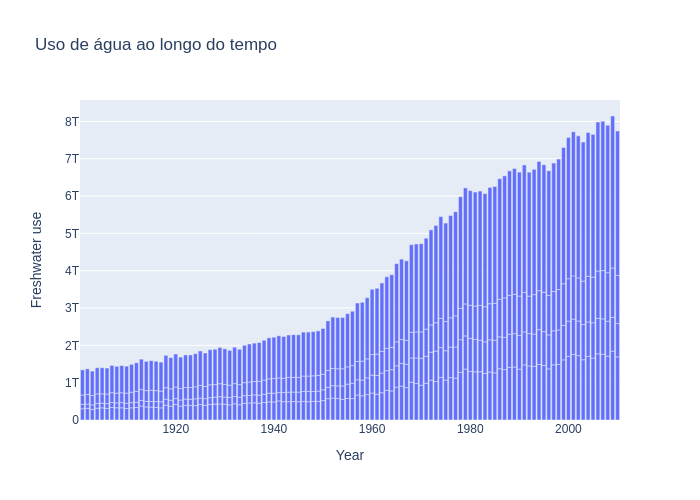 Uso de água ao longo do tempo
8T
7T
6T
5T
4T
3T
2T
1T
0
Freshwater use
1920 1940 1960 1980 2000
Year